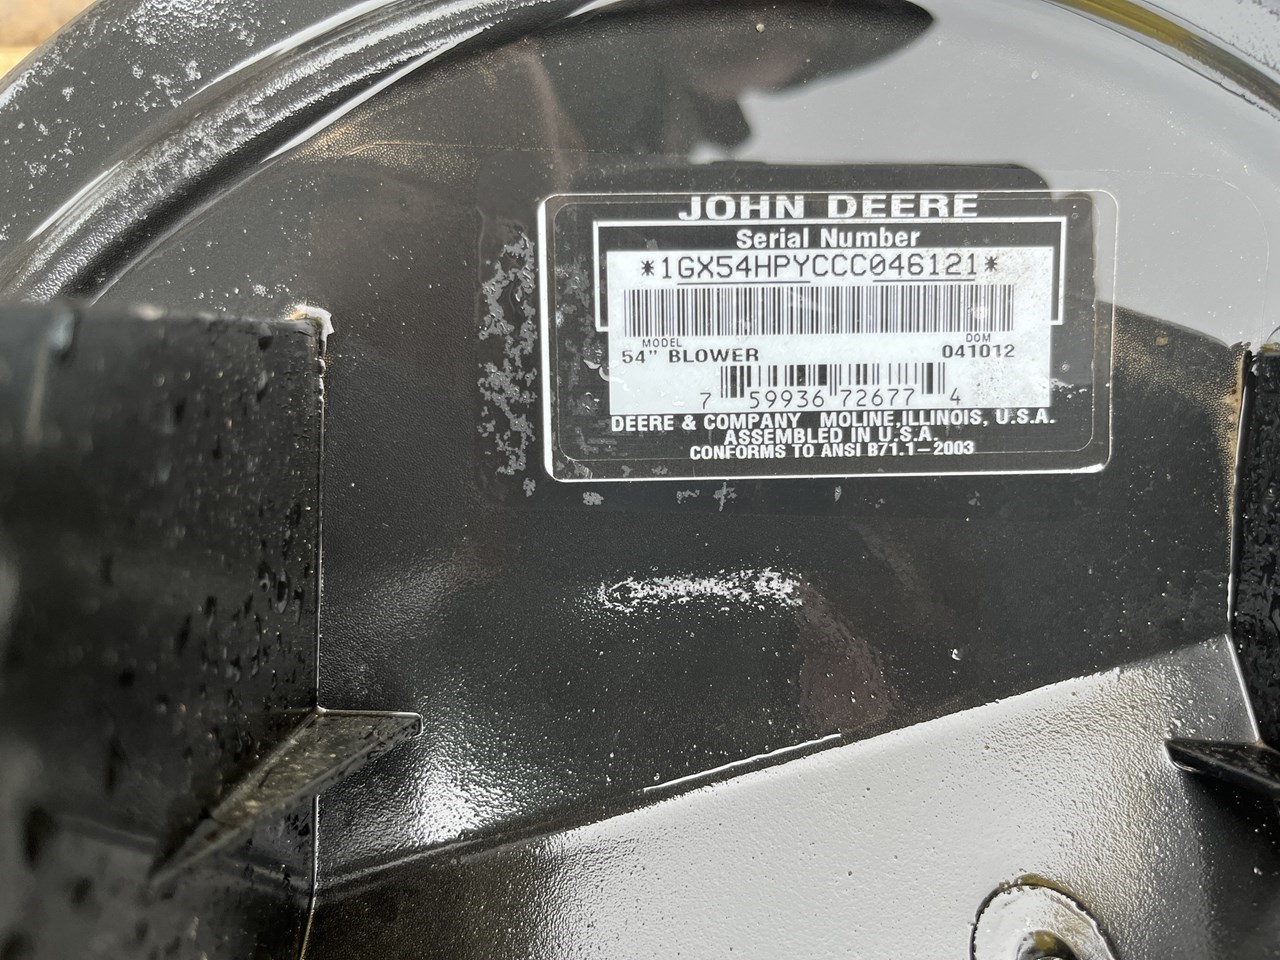 JOHN DEERE
Serial Number
*1GX54HPYCCC046121*
MODEL DOM
54" BLOWER 041012
7 59936 72677 4
DEERE & COMPANY MOLINE, ILLINOIS, U.S.A.
ASSEMBLED IN U.S.A.
CONFORMS TO ANSI B71.1-2003